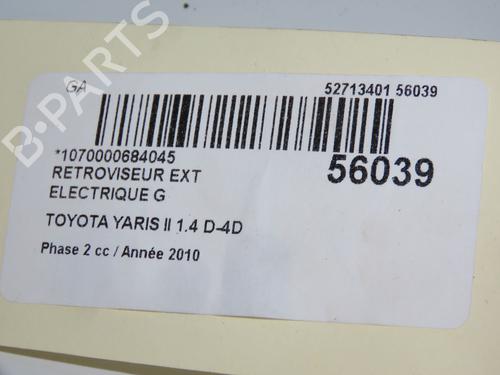 GA
52713401 56039
*1070000684045
56039
RETROVISEUR EXT
ELECTRIQUE G
TOYOTA YARIS II 1.4 D-4D
Phase 2 cc / Année 2010
B-PARTS